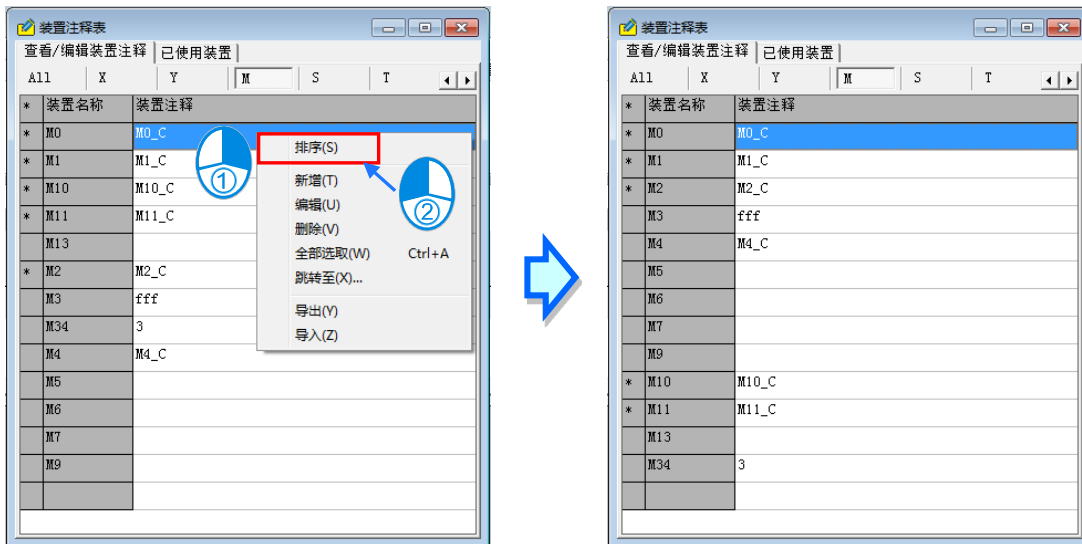 装置注释表
查看/编辑装置注释 已使用装置
All X Y M S T
* 装置名称 装置注释
* M0 M0_C
* M1 M1_C
* M10 M10_C
* M11 M11_C
M13
* M2 M2_C
M3 fff
M34 3
M4 M4_C
M5
M6
M7
M9
①
排序(S)
新增(T)
编辑(U)
删除(V)
全部选取(W) Ctrl+A
跳转至(X)...
导出(Y)
导入(Z)
②
装置注释表
查看/编辑装置注释 已使用装置
All X Y M S T
* 装置名称 装置注释
* M0 M0_C
* M1 M1_C
* M2 M2_C
M3 fff
M4 M4_C
M5
M6
M7
M9
* M10 M10_C
* M11 M11_C
M13
M34 3